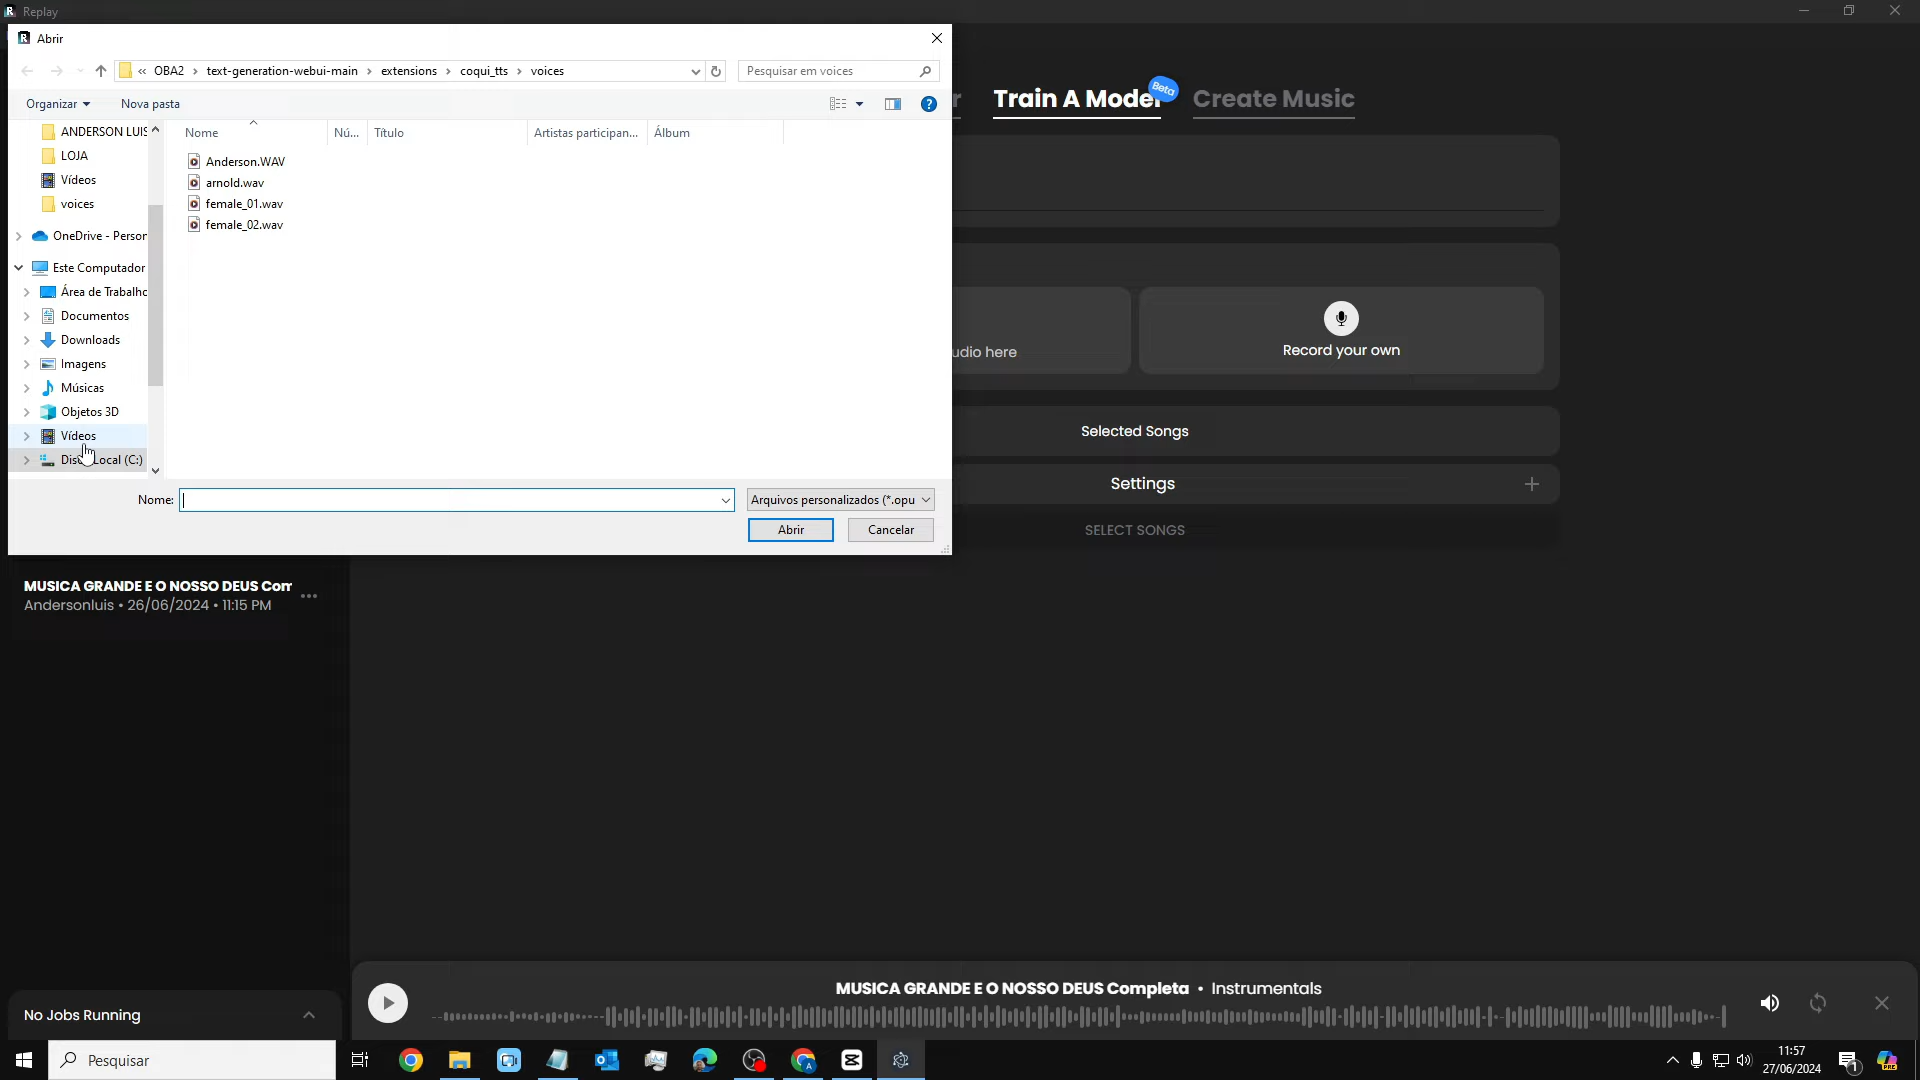 Replay
Abrir
« OBA2 › text-generation-webui-main › extensions › coqui_tts › voices
Pesquisar em voices
Organizar
Nova pasta
Train A Model
Beta
Create Music
ANDERSON LUIS
LOJA
Vídeos
voices
OneDrive - Person
Este Computador
Área de Trabalho
Documentos
Downloads
Imagens
Músicas
Objetos 3D
Vídeos
Disco Local (C:)
Nome
Nú...
Título
Artistas participan...
Álbum
Anderson.WAV
arnold.wav
female_01.wav
female_02.wav
Nome:
Arquivos personalizados (*.opu
Abrir
Cancelar
udio here
Record your own
Selected Songs
Settings
SELECT SONGS
MUSICA GRANDE E O NOSSO DEUS Com
Andersonluis • 26/06/2024 • 11:15 PM
No Jobs Running
MUSICA GRANDE E O NOSSO DEUS Completa • Instrumentals
Pesquisar
11:57
27/06/2024
1